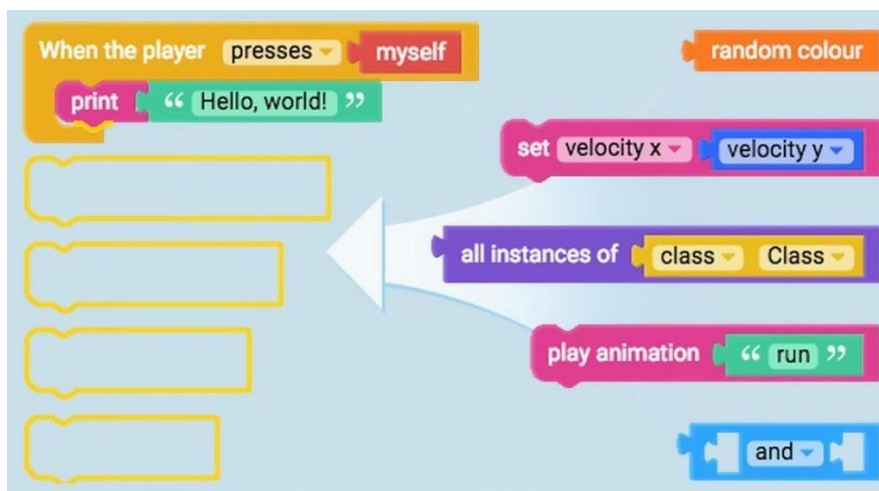 When the player presses myself
print “ Hello, world! ”
random colour
set velocity x velocity y
all instances of class Class
play animation “ run ”
and